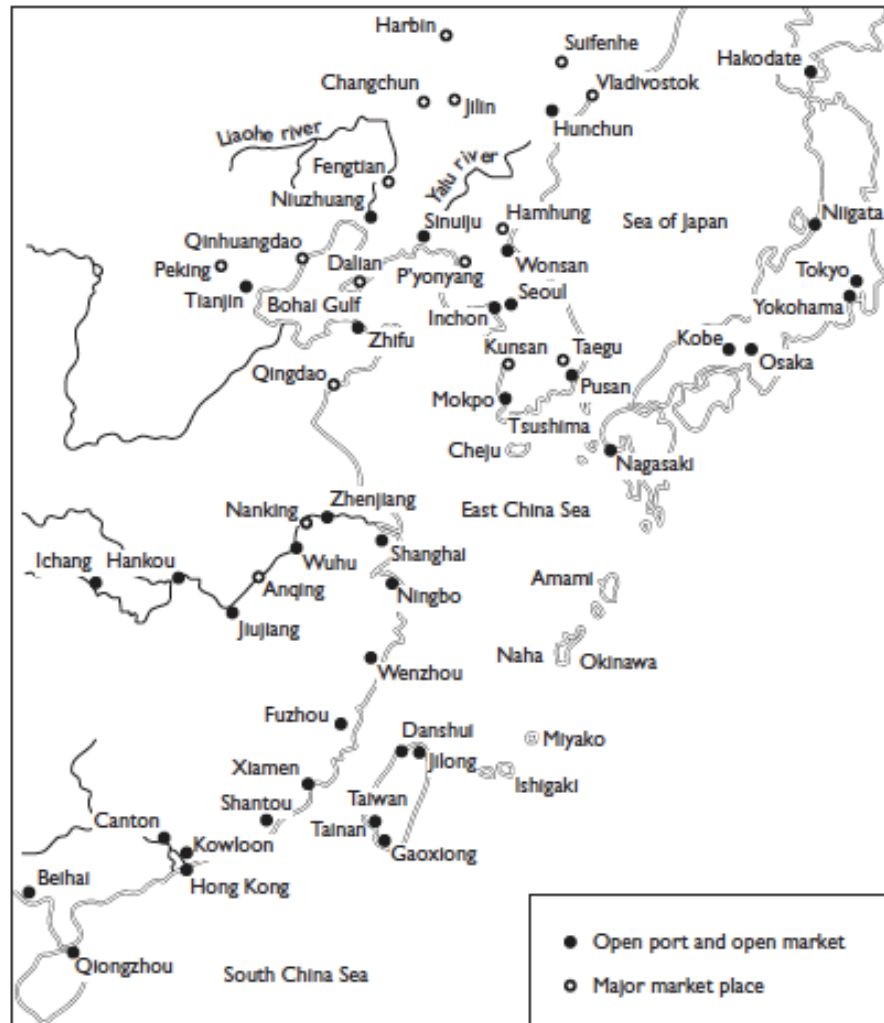 Harbin
Suifenhe
Hakodate
Changchun
Jilin
Vladivostok
Hunchun
Liaohe river
Fengtian
Yalu river
Niuzhuang
Sinuiju
Hamhung
Sea of Japan
Niigata
Qinhuangdao
Peking
Dalian
P'yonyang
Wonsan
Tokyo
Tianjin
Bohai Gulf
Seoul
Inchon
Yokohama
Zhifu
Kunsan
Taegu
Kobe
Osaka
Qingdao
Pusan
Mokpo
Tsushima
Cheju
Nagasaki
Zhenjiang
Nanking
East China Sea
Ichang
Hankou
Wuhu
Shanghai
Anqing
Ningbo
Amami
Jiujiang
Naha
Okinawa
Wenzhou
Fuzhou
Danshui
Miyako
Jilong
Xiamen
Ishigaki
Shantou
Taiwan
Canton
Tainan
Kowloon
Gaoxiong
Beihai
Hong Kong
Open port and open market
Qiongzhou
South China Sea
Major market place